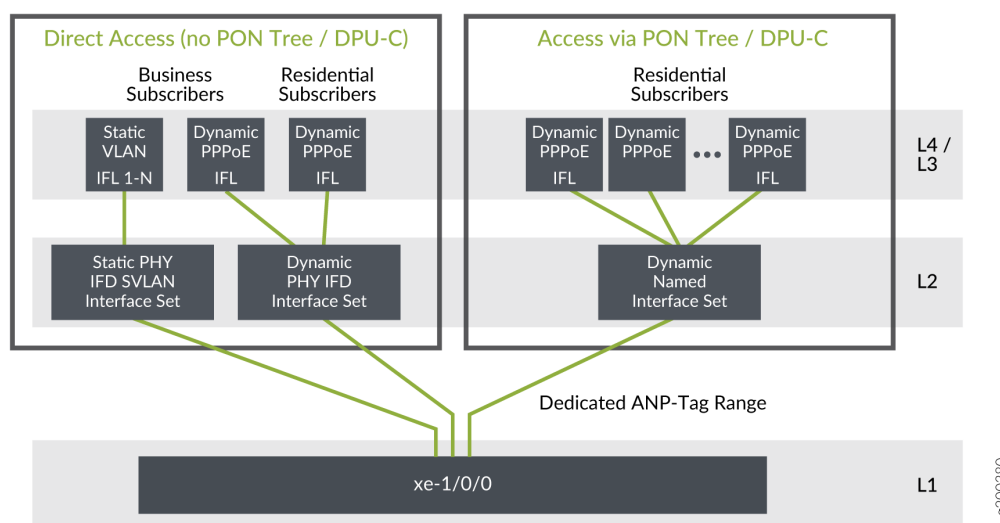 Direct Access (no PON Tree / DPU-C)
Access via PON Tree / DPU-C
Business
Subscribers
Residential
Subscribers
Residential
Subscribers
Static
VLAN
IFL 1-N
Dynamic
PPPoE
IFL
Dynamic
PPPoE
IFL
Dynamic
PPPoE
IFL
Dynamic
PPPoE
Dynamic
PPPoE
IFL
L4 /
L3
Static PHY
IFD SVLAN
Interface Set
Dynamic
PHY IFD
Interface Set
Dynamic
Named
Interface Set
L2
Dedicated ANP-Tag Range
xe-1/0/0
L1